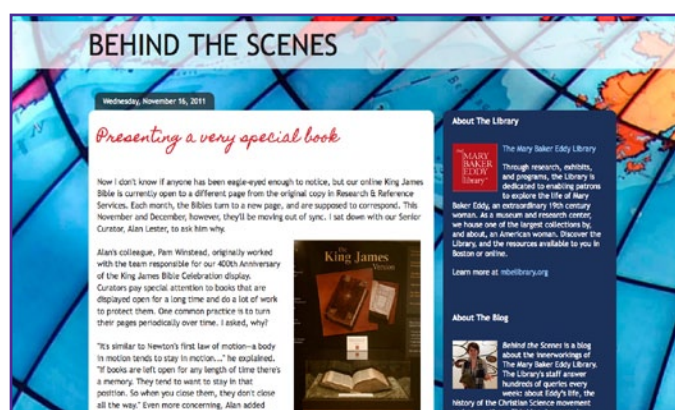 BEHIND THE SCENES
Wednesday, November 16, 2011
Presenting a very special book
Now I don't know if anyone has been eagle-eyed enough to notice, but our online King James
Bible is currently open to a different page from the original copy in Research & Reference
Services. Each month, the Bibles turn to a new page, and are supposed to correspond. This
November and December, however, they'll be moving out of sync. I sat down with our Senior
Curator, Alan Lester, to ask him why.
Alan's colleague, Pam Winstead, originally worked
with the team responsible for our 400th Anniversary
of the King James Bible Celebration display.
Curators pay special attention to books that are
displayed open for a long time and do a lot of work
to protect them. One common practice is to turn
their pages periodically over time. I asked, why?
"It's similar to Newton's first law of motion—a body
in motion tends to stay in motion...." he explained.
"If books are left open for any length of time there's
a memory. They tend to want to stay in that
position. So when you close them, they don't close
all the way." Even more concerning, Alan added
The
King James
Version
About The Library
The
MARY
BAKER
EDDY
Library
The Mary Baker Eddy Library
Through research, exhibits,
and programs, the Library is
dedicated to enabling patrons
to explore the life of Mary
Baker Eddy, an extraordinary 19th century
woman. As a museum and research center,
we house one of the largest collections by,
and about, an American woman. Discover the
Library, and the resources available to you in
Boston or online.
Learn more at mbelibrary.org
About The Blog
Behind the Scenes is a blog
about the innerworkings of
The Mary Baker Eddy Library.
The Library's staff answer
hundreds of queries every
week: about Eddy's life, the
history of the Christian Science movement